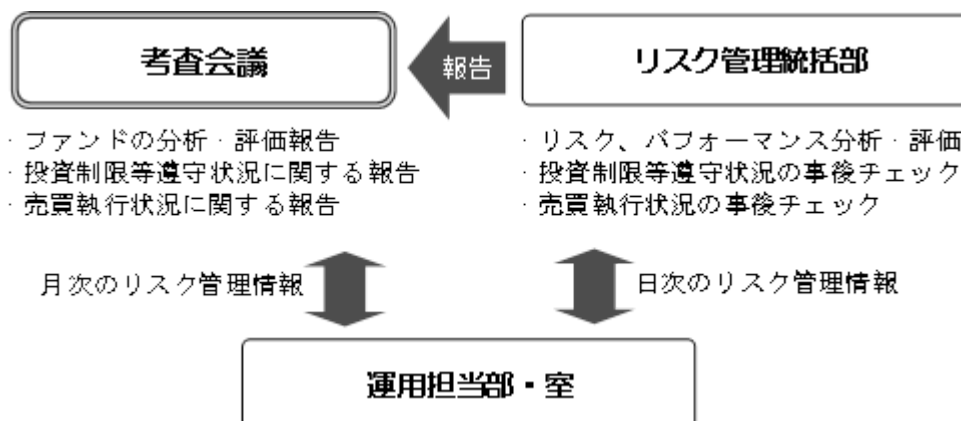 考査会議
報告
リスク管理統括部
· ファンドの分析・評価報告
· 投資制限等遵守状況に関する報告
· 売買執行状況に関する報告
· リスク、パフォーマンス分析・評価
· 投資制限等遵守状況の事後チェック
· 売買執行状況の事後チェック
月次のリスク管理情報
日次のリスク管理情報
運用担当部・室